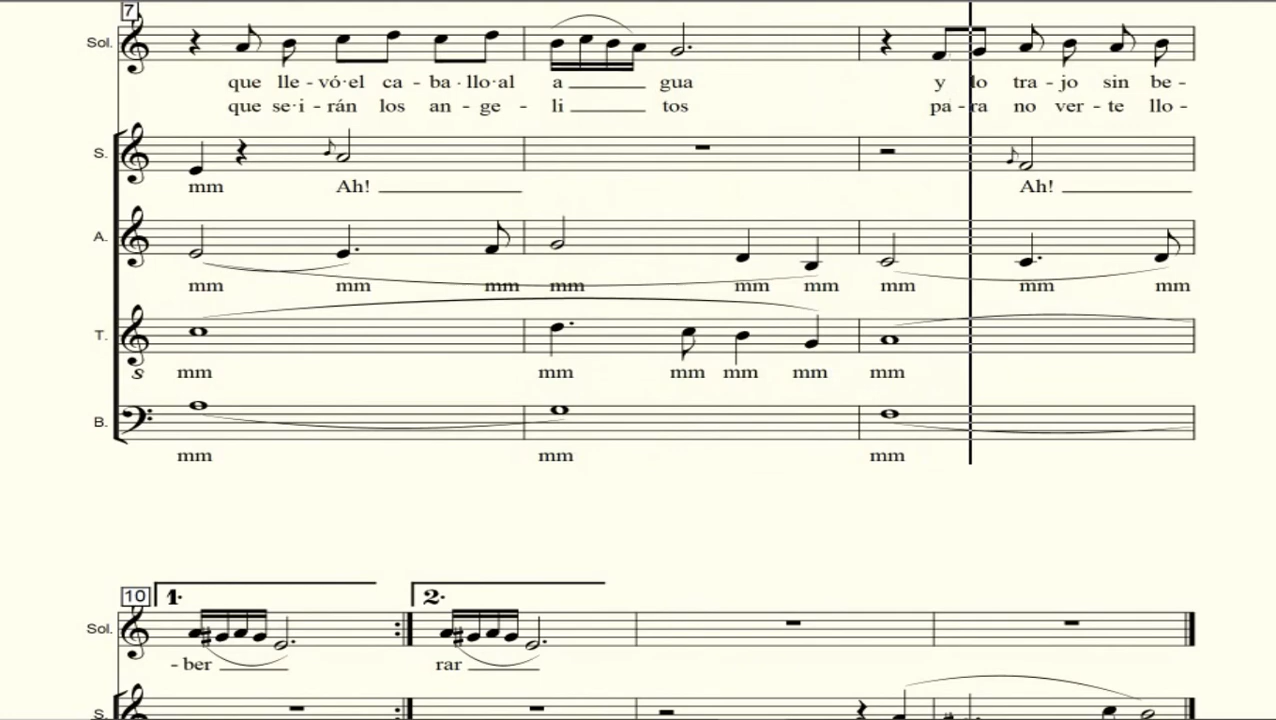 7
Sol.
que lle - vó·el ca - ba - llo·al a gua y lo tra - jo sin be -
que se·i - rán los an - ge - li tos pa - ra no ver - te llo -
S.
mm Ah! Ah!
A.
mm mm mm mm mm mm mm mm mm
T.
8
mm mm mm mm mm mm
B.
mm mm mm
10 1. 2.
Sol.
- ber rar
S.